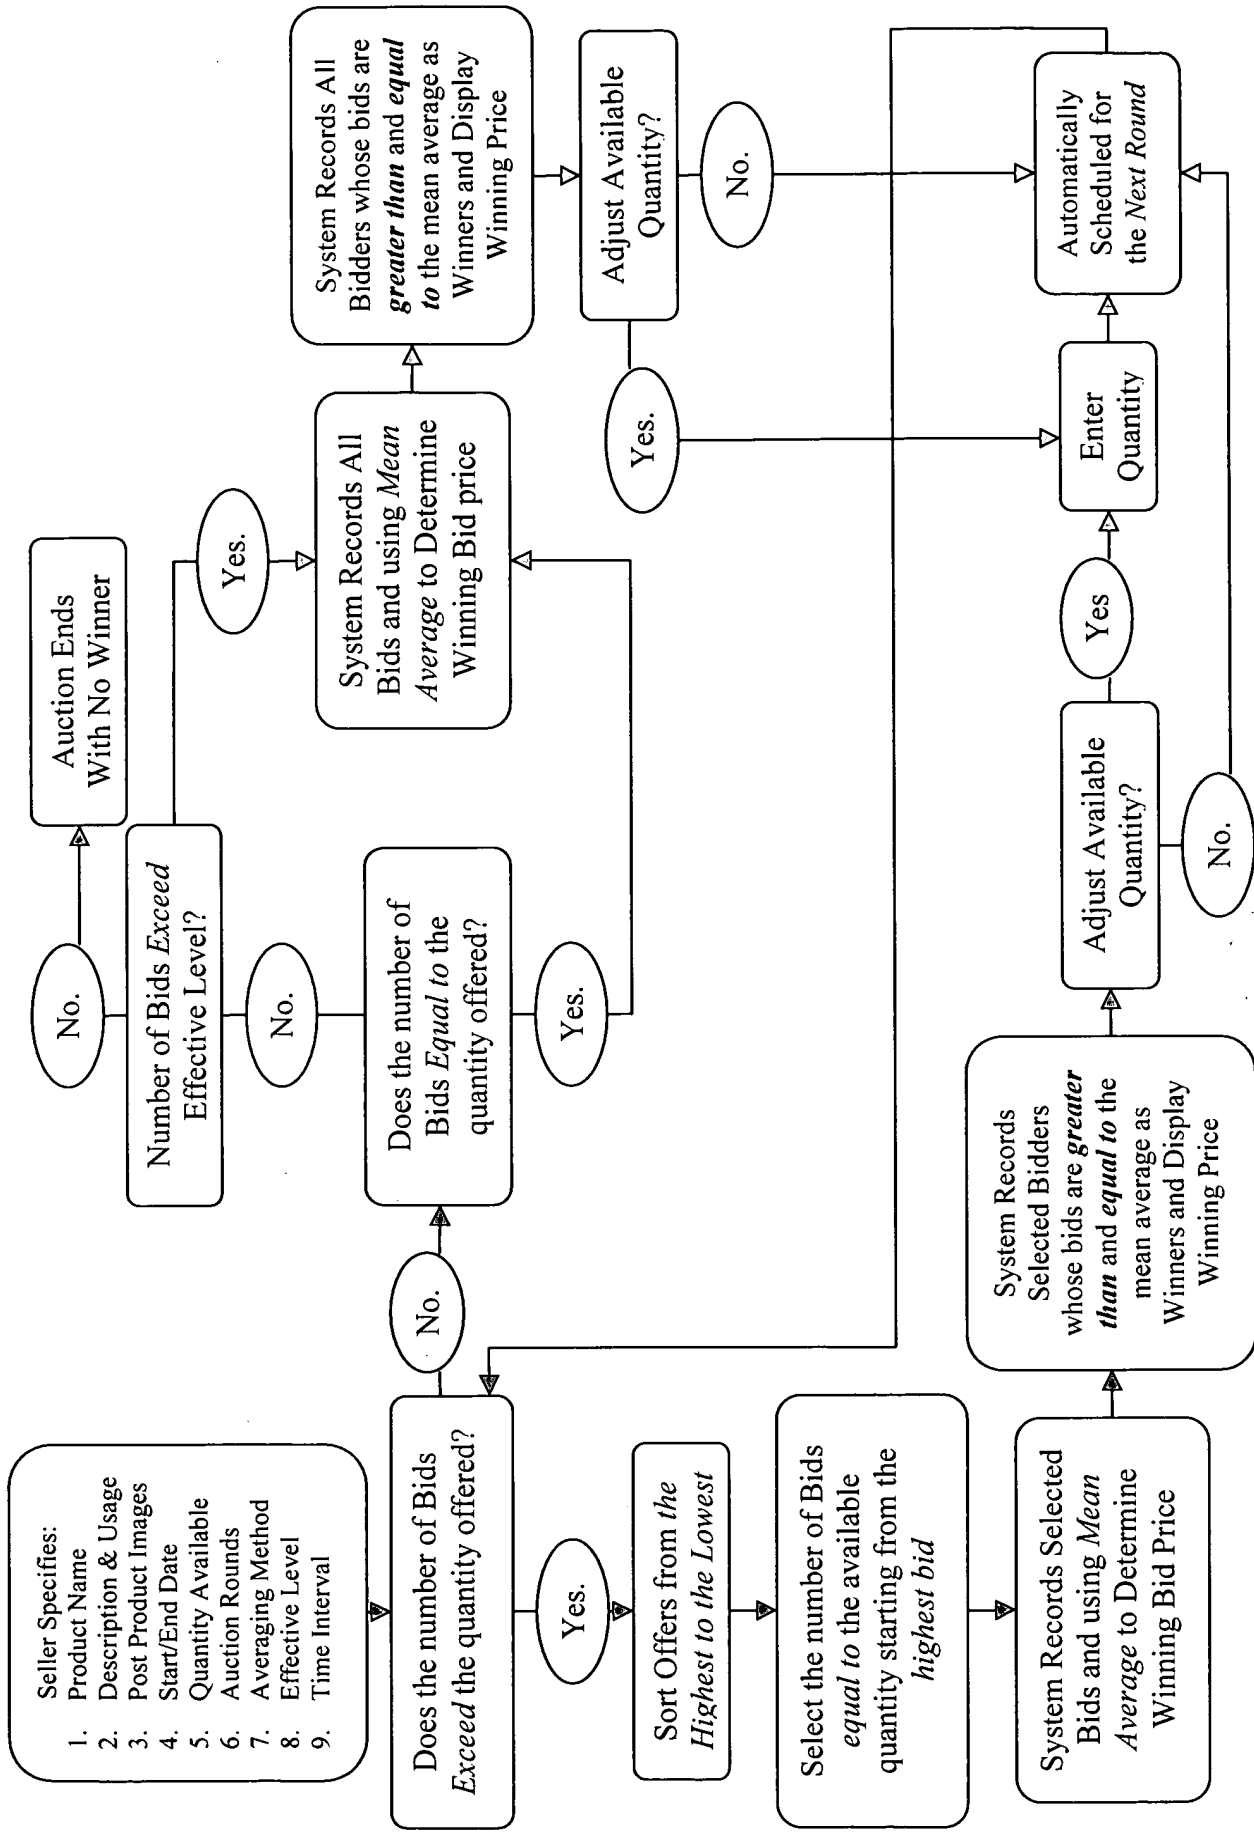 Seller Specifies:
1. Product Name
2. Description & Usage
3. Post Product Images
4. Start/End Date
5. Quantity Available
6. Auction Rounds
7. Averaging Method
8. Effective Level
9. Time Interval
Does the number of Bids
Exceed the quantity offered?
No.
Does the number of
Bids Equal to the
quantity offered?
No.
Number of Bids Exceed
Effective Level?
No.
Auction Ends
With No Winner
Yes.
Yes.
System Records All
Bids and using Mean
Average to Determine
Winning Bid price
System Records All
Bidders whose bids are
greater than and equal
to the mean average as
Winners and Display
Winning Price
Adjust Available
Quantity?
Yes.
No.
Yes.
Sort Offers from the
Highest to the Lowest
Select the number of Bids
equal to the available
quantity starting from the
highest bid
System Records Selected
Bids and using Mean
Average to Determine
Winning Bid Price
System Records
Selected Bidders
whose bids are greater
than and equal to the
mean average as
Winners and Display
Winning Price
Adjust Available
Quantity?
Yes
No.
Enter
Quantity
Automatically
Scheduled for
the Next Round